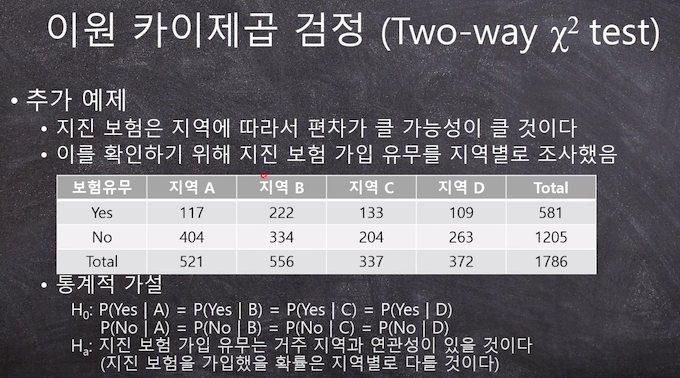 이원 카이제곱 검정 (Two-way χ² test)
• 추가 예제
• 지진 보험은 지역에 따라서 편차가 클 가능성이 클 것이다
• 이를 확인하기 위해 지진 보험 가입 유무를 지역별로 조사했음
보험유무 지역 A 지역 B 지역 C 지역 D Total
Yes 117 222 133 109 581
No 404 334 204 263 1205
Total 521 556 337 372 1786
• 통계적 가설
H₀: P(Yes | A) = P(Yes | B) = P(Yes | C) = P(Yes | D)
P(No | A) = P(No | B) = P(No | C) = P(No | D)
Hₐ: 지진 보험 가입 유무는 거주 지역과 연관성이 있을 것이다
(지진 보험을 가입했을 확률은 지역별로 다를 것이다)